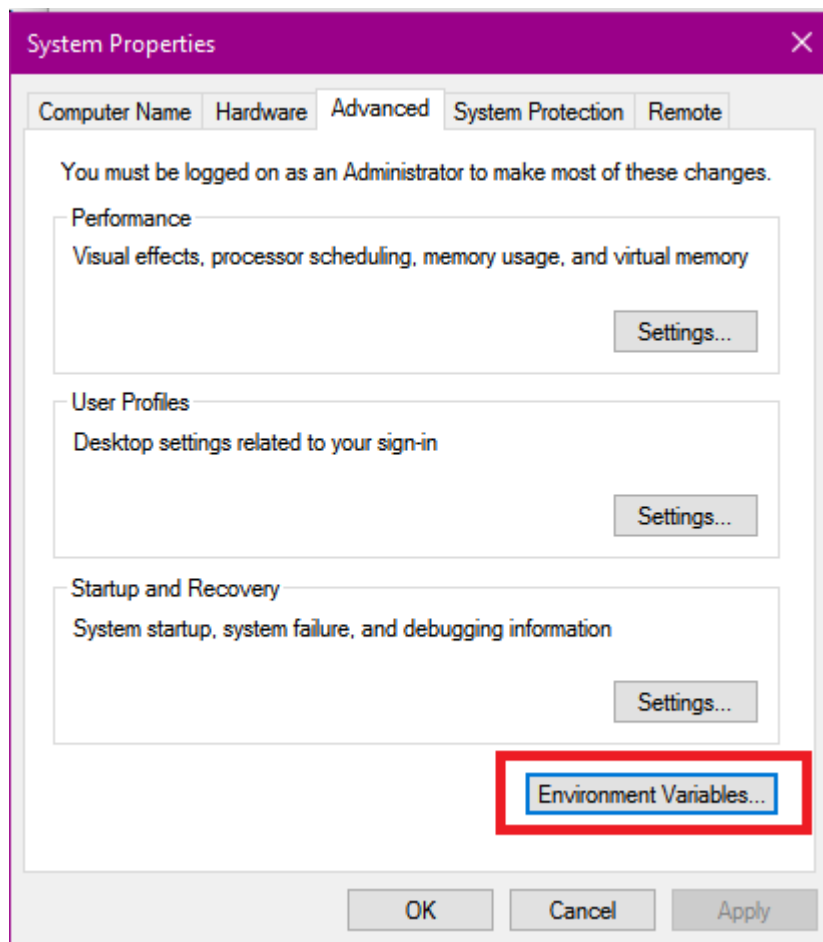 System Properties
Computer Name Hardware Advanced System Protection Remote
You must be logged on as an Administrator to make most of these changes.
Performance
Visual effects, processor scheduling, memory usage, and virtual memory
Settings...
User Profiles
Desktop settings related to your sign-in
Settings...
Startup and Recovery
System startup, system failure, and debugging information
Settings...
Environment Variables...
OK Cancel Apply